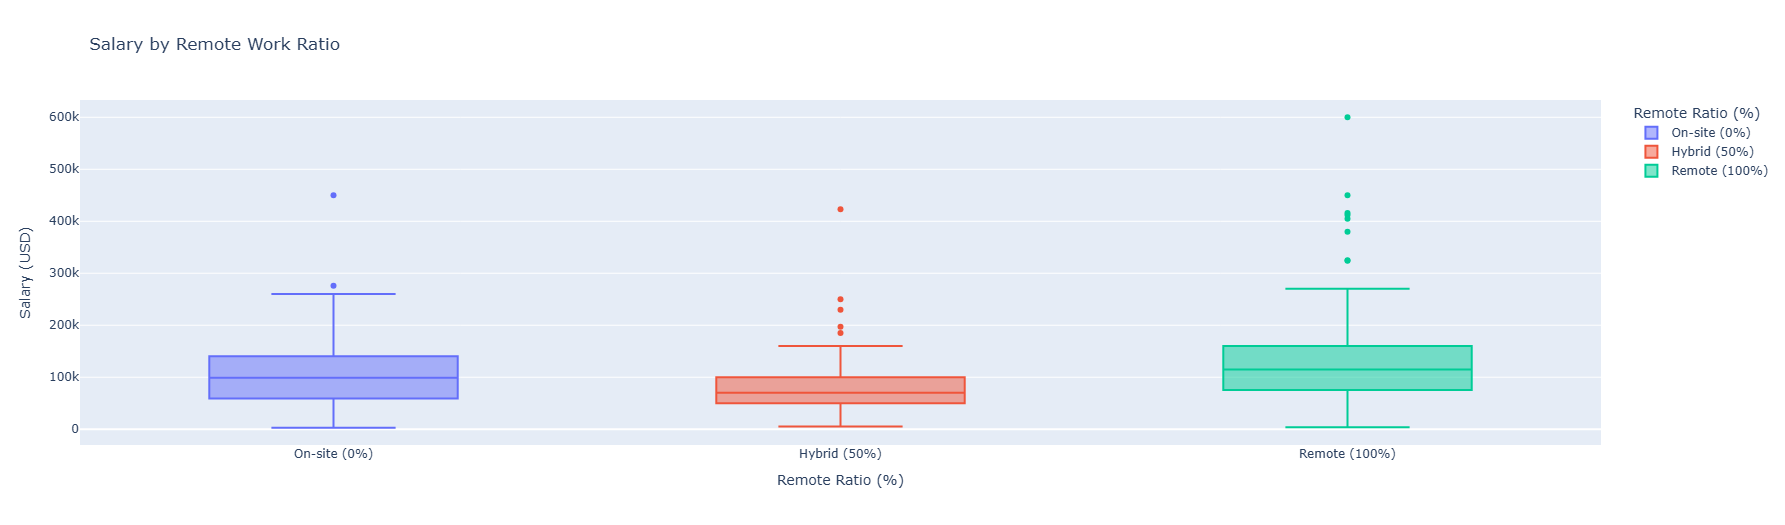 Salary by Remote Work Ratio
600k
500k
400k
300k
200k
100k
0
Salary (USD)
On-site (0%)
Hybrid (50%)
Remote (100%)
Remote Ratio (%)
Remote Ratio (%)
On-site (0%)
Hybrid (50%)
Remote (100%)